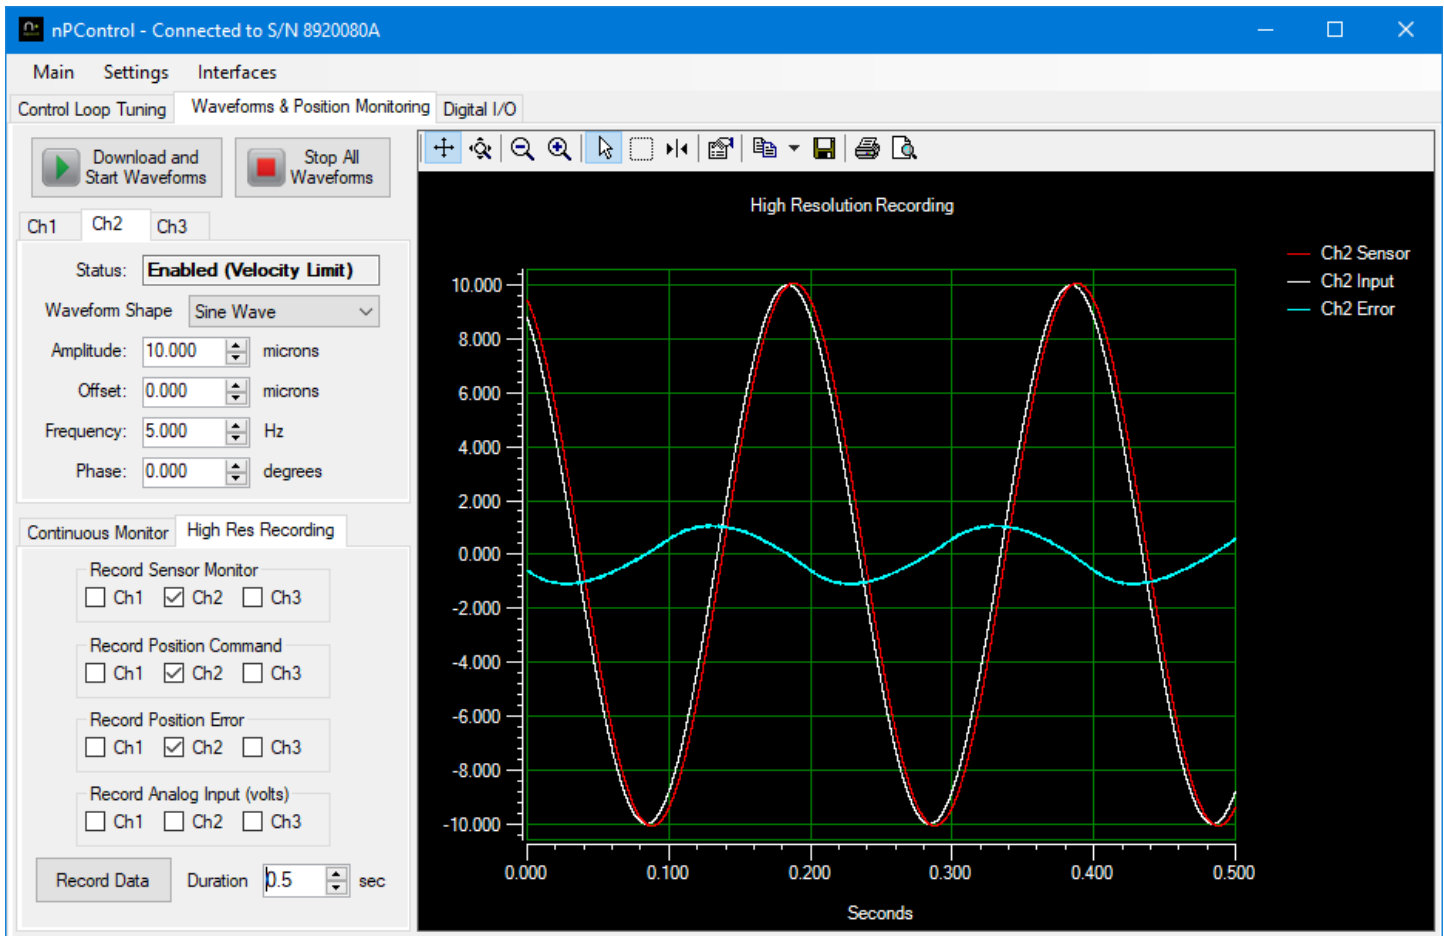 nPControl - Connected to S/N 8920080A
Main Settings Interfaces
Control Loop Tuning Waveforms & Position Monitoring Digital I/O
Download and
Start Waveforms
Stop All
Waveforms
Ch1 Ch2 Ch3
Status: Enabled (Velocity Limit)
Waveform Shape Sine Wave
Amplitude: 10.000 microns
Offset: 0.000 microns
Frequency: 5.000 Hz
Phase: 0.000 degrees
Continuous Monitor High Res Recording
Record Sensor Monitor
Ch1 Ch2 Ch3
Record Position Command
Ch1 Ch2 Ch3
Record Position Error
Ch1 Ch2 Ch3
Record Analog Input (volts)
Ch1 Ch2 Ch3
Record Data Duration 0.5 sec
High Resolution Recording
Ch2 Sensor
Ch2 Input
Ch2 Error
10.000
8.000
6.000
4.000
2.000
0.000
-2.000
-4.000
-6.000
-8.000
-10.000
0.000 0.100 0.200 0.300 0.400 0.500
Seconds